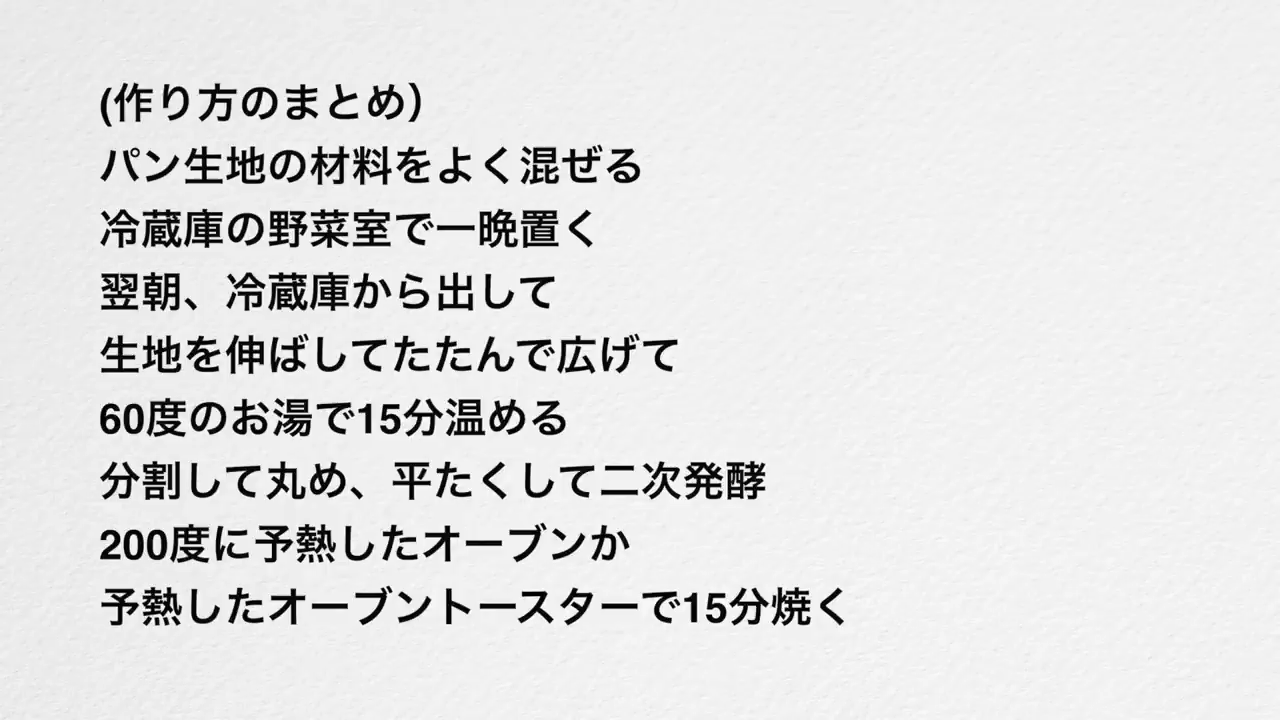 (作り方のまとめ）
パン生地の材料をよく混ぜる
冷蔵庫の野菜室で一晩置く
翌朝、冷蔵庫から出して
生地を伸ばしてたたんで広げて
60度のお湯で15分温める
分割して丸め、平たくして二次発酵
200度に予熱したオーブンか
予熱したオーブントースターで15分焼く